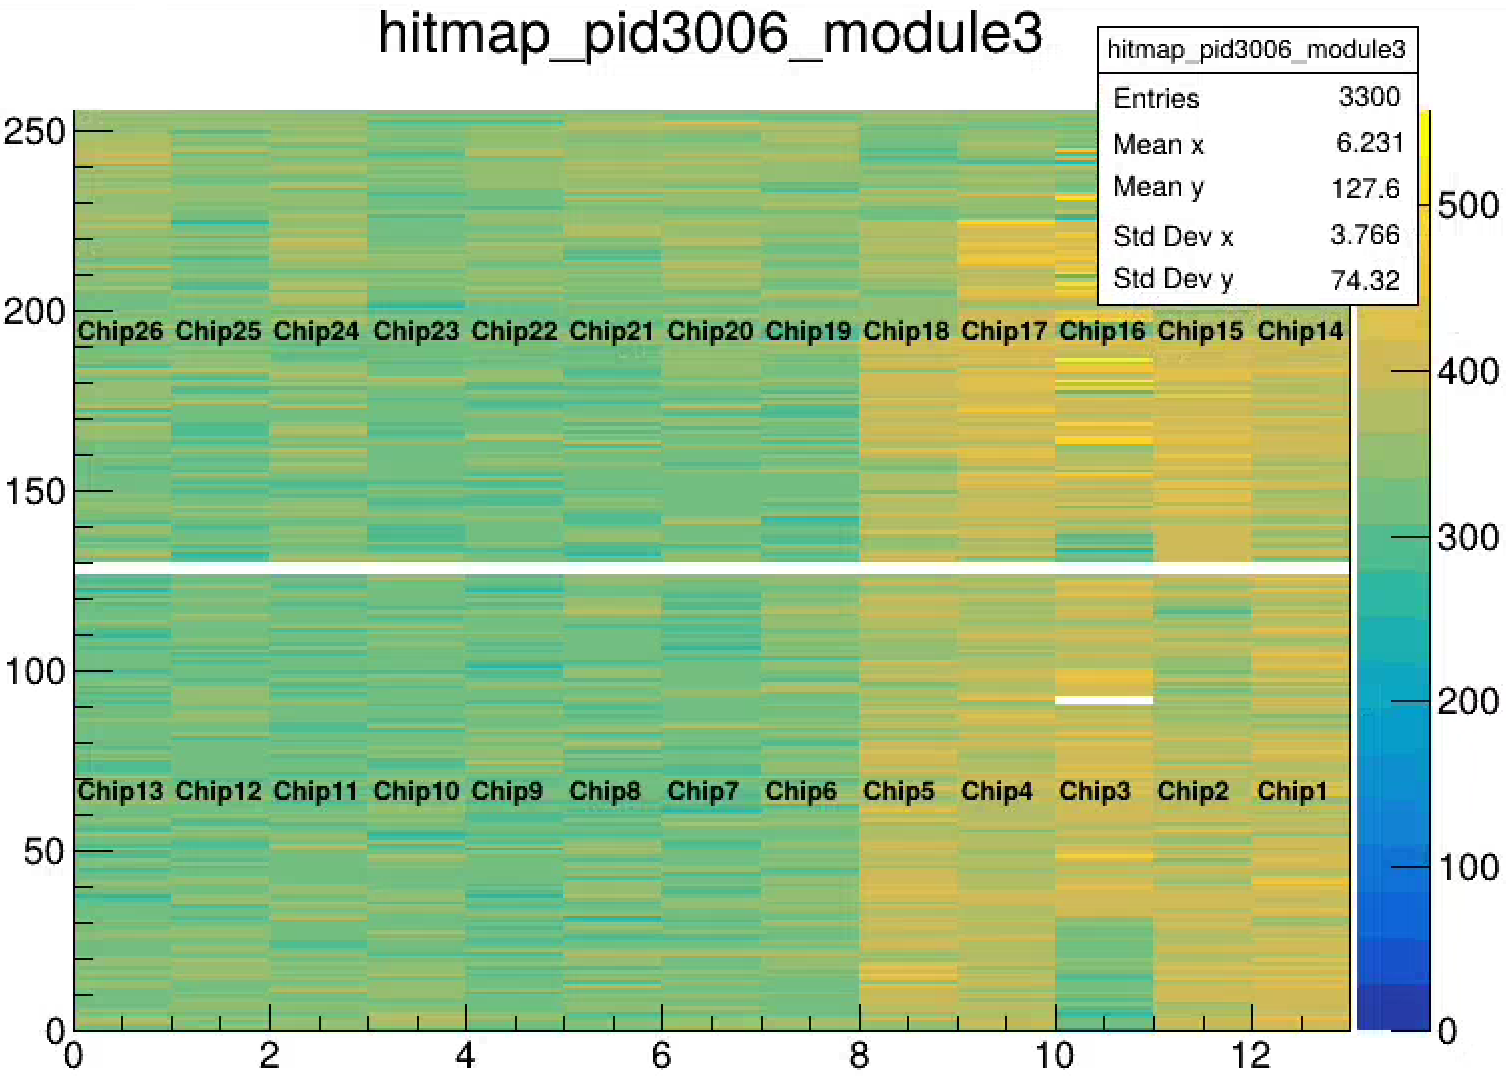 hitmap_pid3006_module3
hitmap_pid3006_module3
Entries 3300
Mean x 6.231
Mean y 127.6
Std Dev x 3.766
Std Dev y 74.32
250
200
150
100
50
0
Chip26 Chip25 Chip24 Chip23 Chip22 Chip21 Chip20 Chip19 Chip18 Chip17 Chip16 Chip15 Chip14
Chip13 Chip12 Chip11 Chip10 Chip9 Chip8 Chip7 Chip6 Chip5 Chip4 Chip3 Chip2 Chip1
0 2 4 6 8 10 12
500
400
300
200
100
0